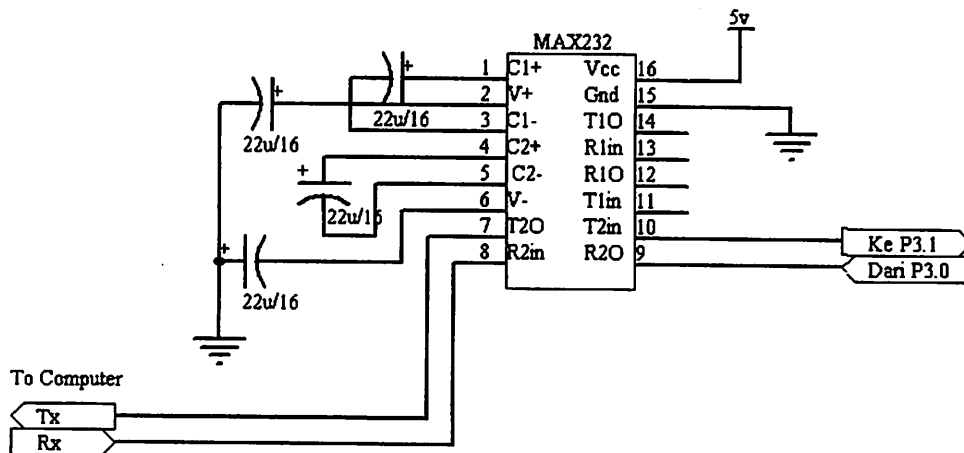 5v
MAX232
1 C1+ Vcc 16
2 V+ Gnd 15
3 C1- T1O 14
4 C2+ R1in 13
5 C2- R1O 12
6 V- T1in 11
7 T2O T2in 10
8 R2in R2O 9
+
22u/16
+
22u/16
+
22u/16
+
22u/16
Ke P3.1
Dari P3.0
To Computer
Tx
Rx